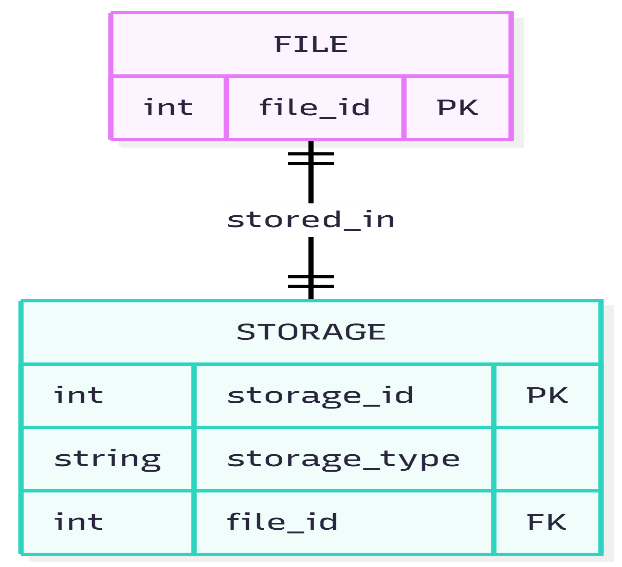 FILE
int file_id PK
stored_in
STORAGE
int storage_id PK
string storage_type
int file_id FK